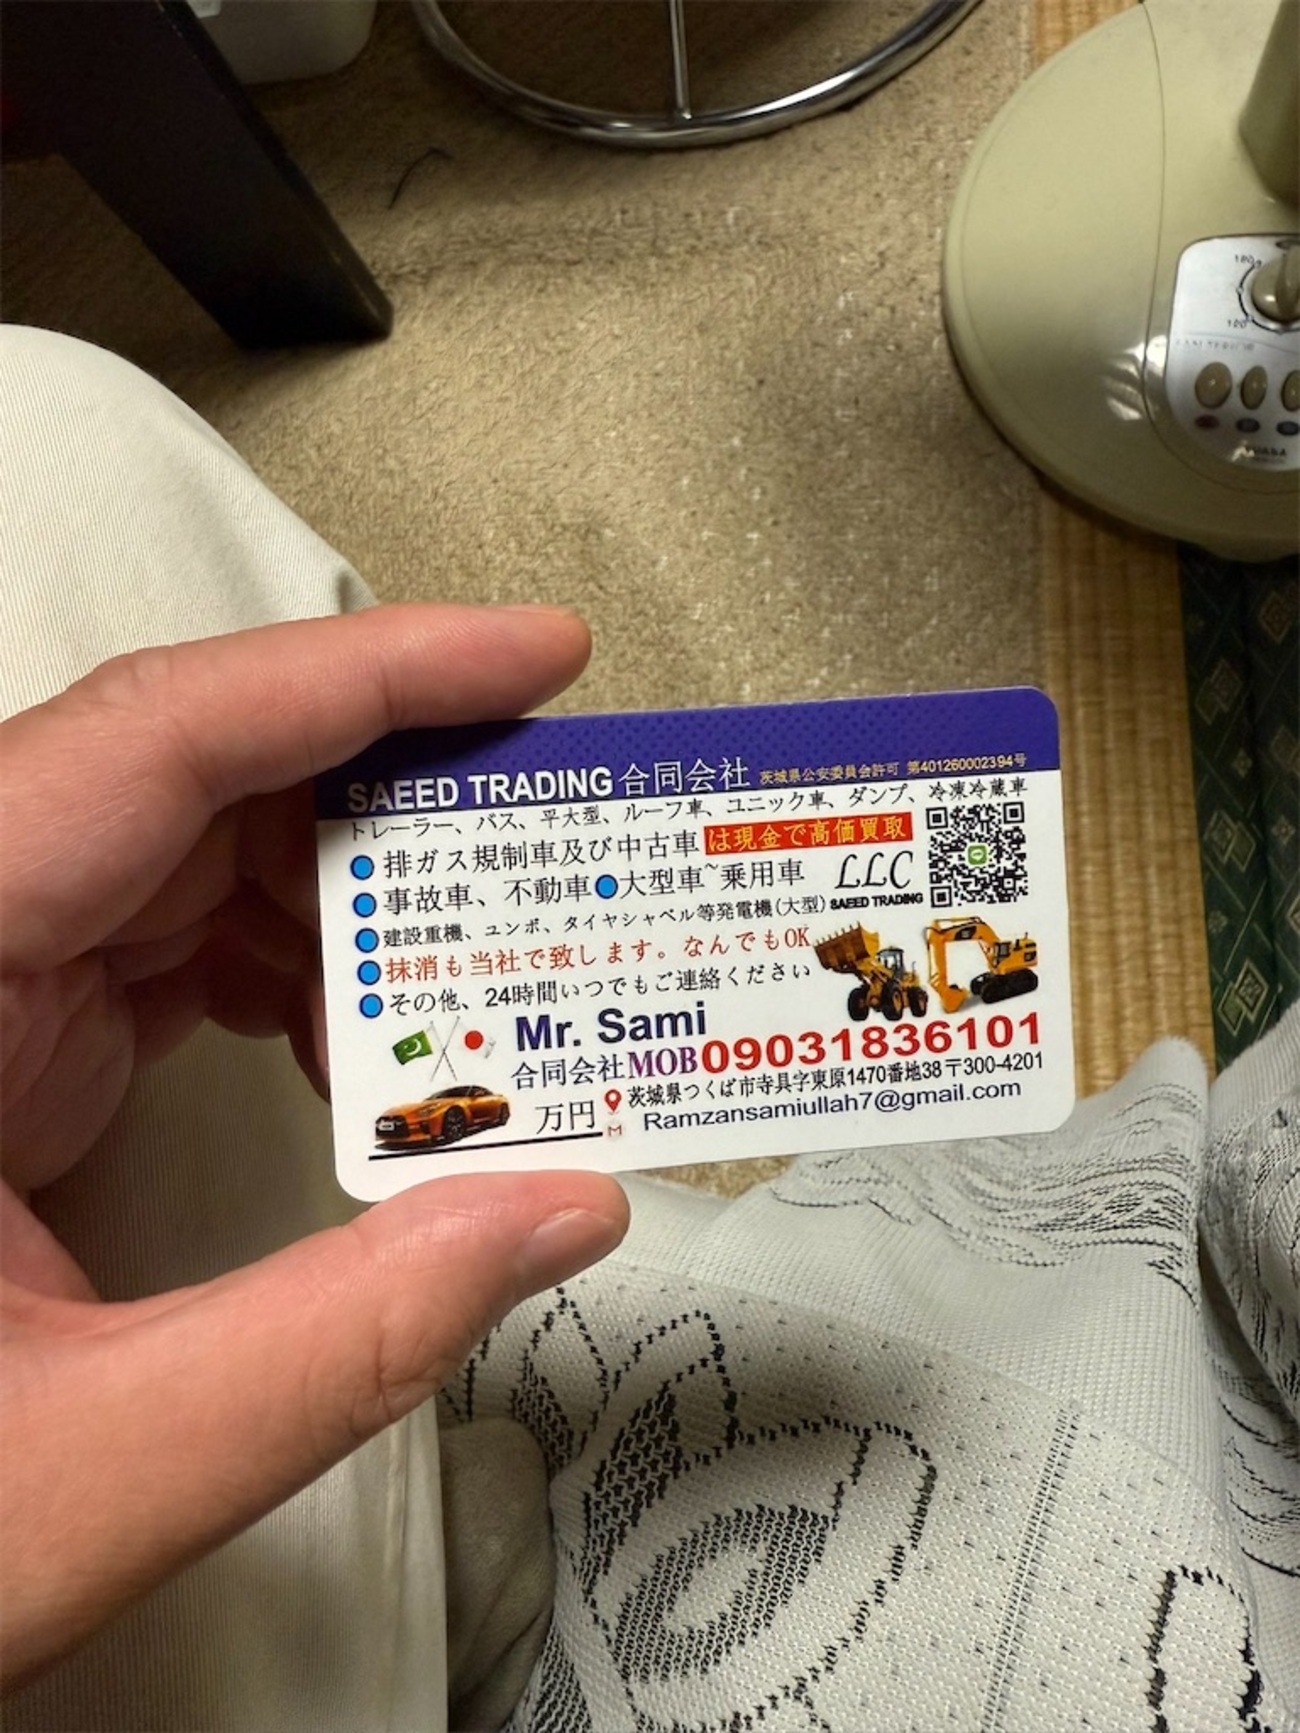 SAEED TRADING合同会社 茨城県公安委員会許可 第401260002394号
トレーラー、バス、平大型、ルーフ車、ユニック車、ダンプ、冷凍冷蔵車
排ガス規制車及び中古車は現金で高価買取
事故車、不動車 大型車~乗用車
LLC
SAEED TRADING
建設重機、ユンボ、タイヤシャベル等発電機(大型)
抹消も当社で致します。なんでもOK
その他、24時間いつでもご連絡ください
Mr. Sami
合同会社MOB09031836101
茨城県つくば市寺具字東原1470番地38〒300-4201
万円
Ramzansamiullah7@gmail.com
180
120